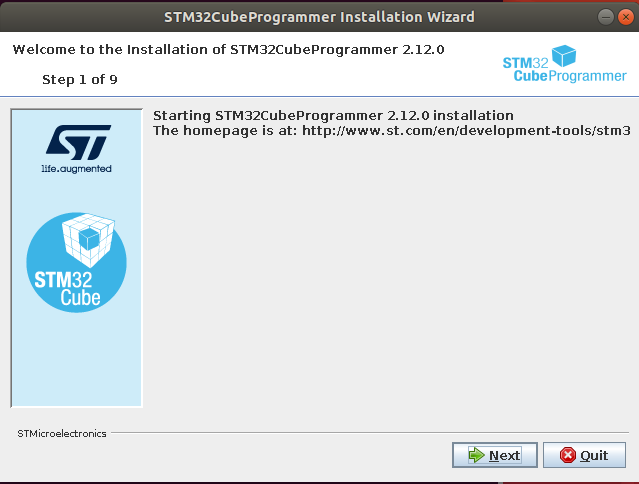 STM32CubeProgrammer Installation Wizard
Welcome to the Installation of STM32CubeProgrammer 2.12.0
Step 1 of 9
STM32
CubeProgrammer
Starting STM32CubeProgrammer 2.12.0 installation
The homepage is at: http://www.st.com/en/development-tools/stm3
ST
life.augmented
STM32
Cube
STMicroelectronics
Next
Quit